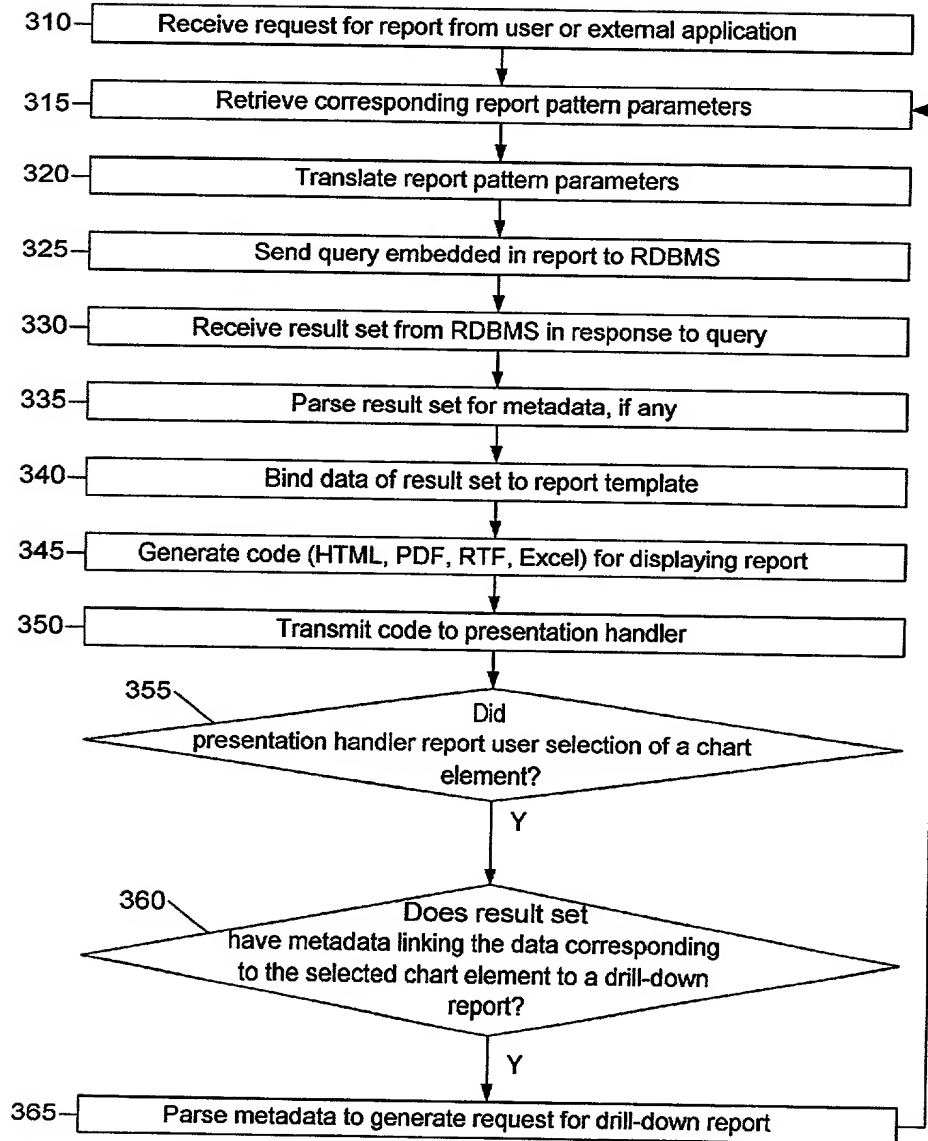 310 Receive request for report from user or external application
315 Retrieve corresponding report pattern parameters
320 Translate report pattern parameters
325 Send query embedded in report to RDBMS
330 Receive result set from RDBMS in response to query
335 Parse result set for metadata, if any
340 Bind data of result set to report template
345 Generate code (HTML, PDF, RTF, Excel) for displaying report
350 Transmit code to presentation handler
355
Did
presentation handler report user selection of a chart
element?
Y
360
Does result set
have metadata linking the data corresponding
to the selected chart element to a drill-down
report?
Y
365 Parse metadata to generate request for drill-down report